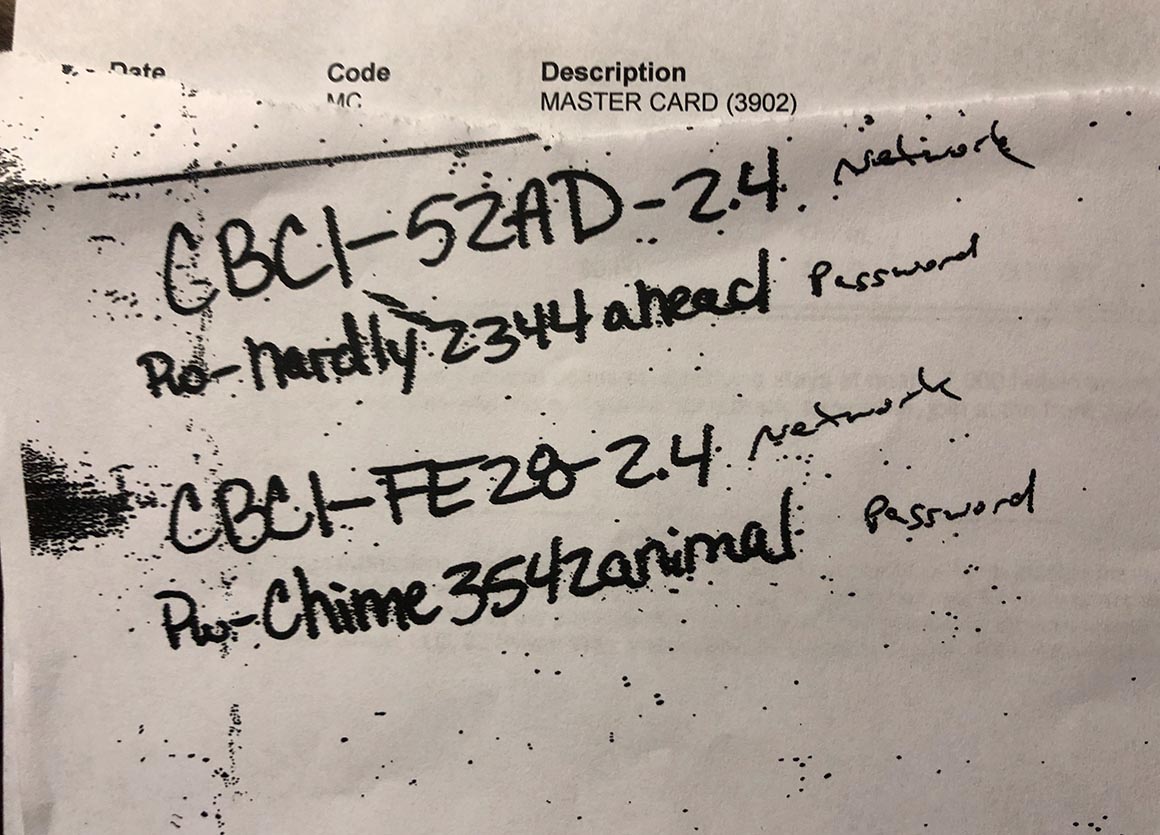 Date Code Description
MC MASTER CARD (3902)
CBCI-52AD-2.4 Network
Pw-hardly2344ahead Password
CBCI-FE28-2.4 Network
Pw-Chime3542animal Password